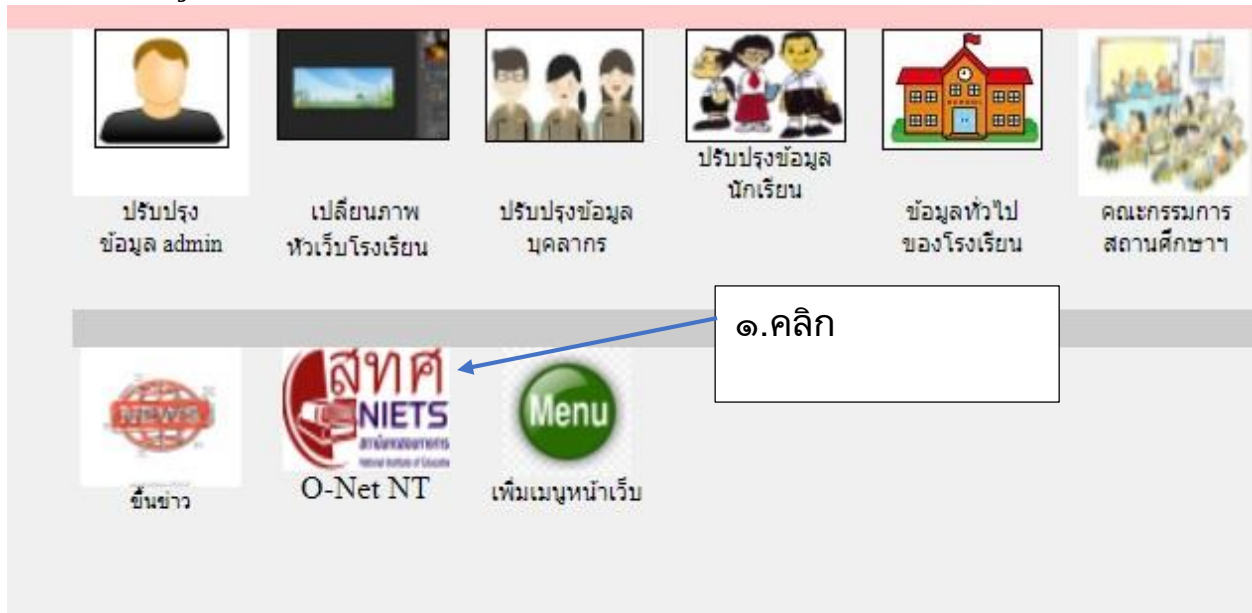 ปรับปรุง
ข้อมูล admin
เปลี่ยนภาพ
หัวเว็บโรงเรียน
ปรับปรุงข้อมูล
บุคลากร
ปรับปรุงข้อมูล
นักเรียน
SCHOOL
ข้อมูลทั่วไป
ของโรงเรียน
คณะกรรมการ
สถานศึกษาฯ
๑.คลิก
ขึ้นข่าว
สทศ
NIETS
O-Net NT
Menu
เพิ่มเมนูหน้าเว็บ